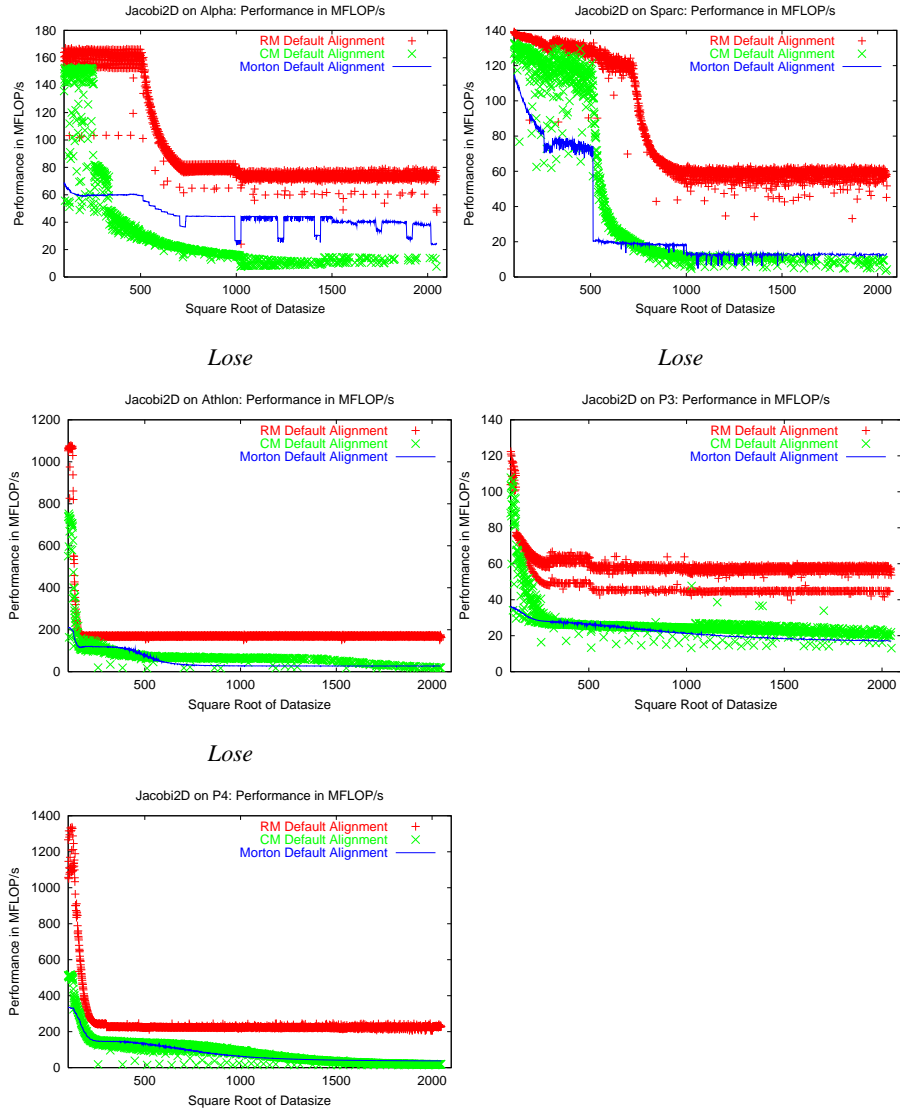 Jacobi2D on Alpha: Performance in MFLOP/s
Performance in MFLOP/s
180
160
140
120
100
80
60
40
20
0
RM Default Alignment
CM Default Alignment
Morton Default Alignment
500 1000 1500 2000
Square Root of Datasize
Jacobi2D on Sparc: Performance in MFLOP/s
Performance in MFLOP/s
140
120
100
80
60
40
20
0
RM Default Alignment
CM Default Alignment
Morton Default Alignment
500 1000 1500 2000
Square Root of Datasize
Lose
Lose
Jacobi2D on Athlon: Performance in MFLOP/s
Performance in MFLOP/s
1200
1000
800
600
400
200
0
RM Default Alignment
CM Default Alignment
Morton Default Alignment
500 1000 1500 2000
Square Root of Datasize
Jacobi2D on P3: Performance in MFLOP/s
Performance in MFLOP/s
140
120
100
80
60
40
20
0
RM Default Alignment
CM Default Alignment
Morton Default Alignment
500 1000 1500 2000
Square Root of Datasize
Lose
Jacobi2D on P4: Performance in MFLOP/s
Performance in MFLOP/s
1400
1200
1000
800
600
400
200
0
RM Default Alignment
CM Default Alignment
Morton Default Alignment
500 1000 1500 2000
Square Root of Datasize